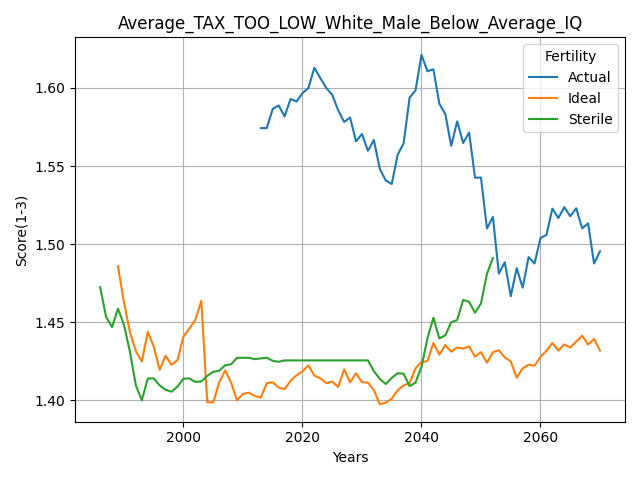 Average_TAX_TOO_LOW_White_Male_Below_Average_IQ
Fertility
Actual
Ideal
Sterile
Score(1-3)
1.60
1.55
1.50
1.45
1.40
2000
2020
2040
2060
Years